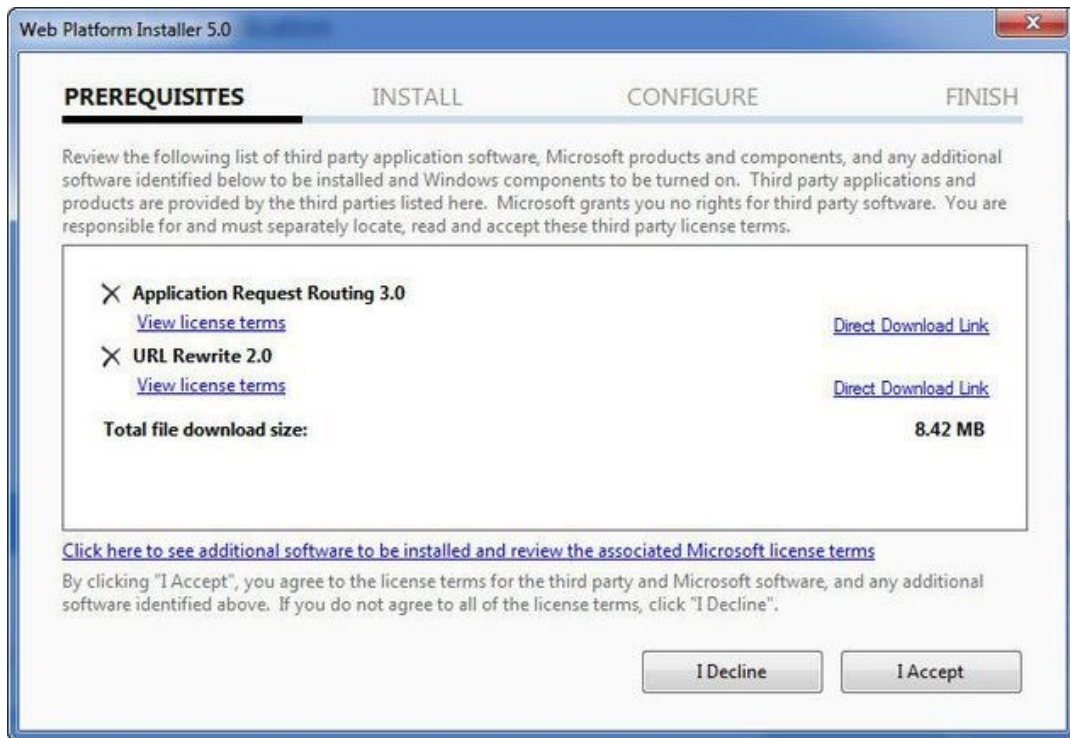 Web Platform Installer 5.0
PREREQUISITES INSTALL CONFIGURE FINISH
Review the following list of third party application software, Microsoft products and components, and any additional
software identified below to be installed and Windows components to be turned on. Third party applications and
products are provided by the third parties listed here. Microsoft grants you no rights for third party software. You are
responsible for and must separately locate, read and accept these third party license terms.
Application Request Routing 3.0
View license terms Direct Download Link
URL Rewrite 2.0
View license terms Direct Download Link
Total file download size: 8.42 MB
Click here to see additional software to be installed and review the associated Microsoft license terms
By clicking "I Accept", you agree to the license terms for the third party and Microsoft software, and any additional
software identified above. If you do not agree to all of the license terms, click "I Decline".
I Decline I Accept